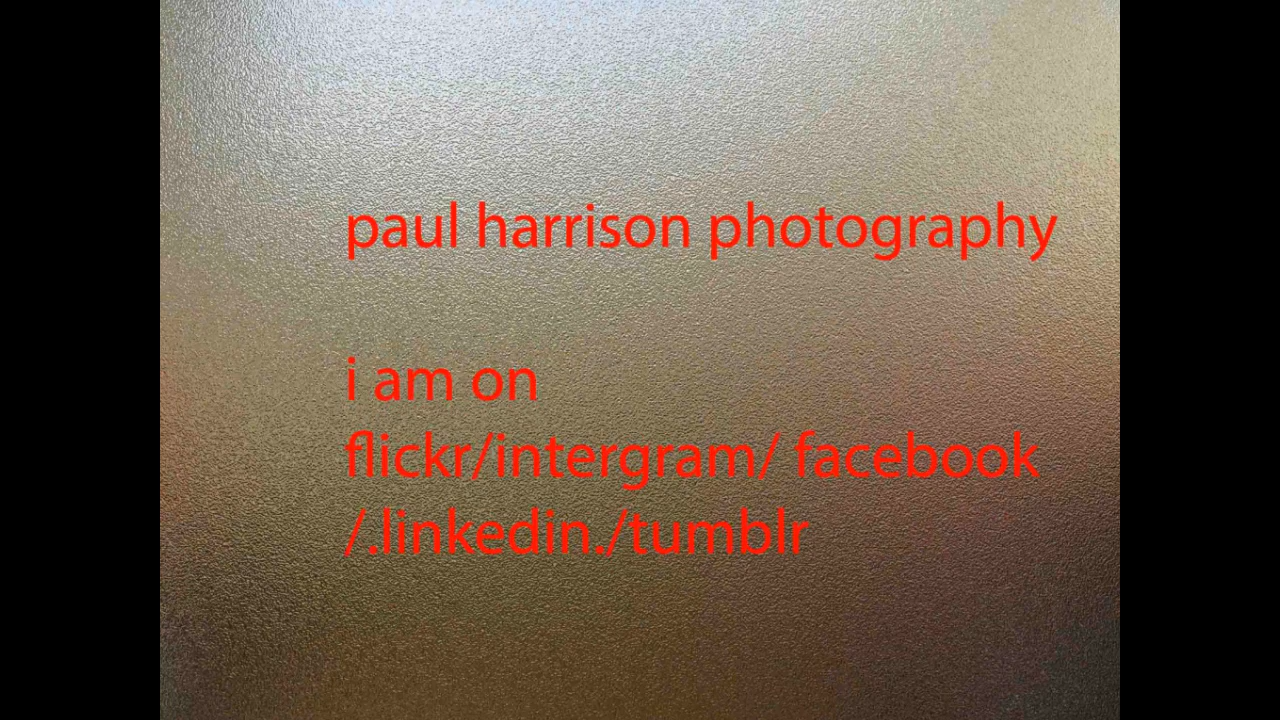 paul harrison photography
i am on
flickr/intergram/ facebook
/.linkedin./tumblr